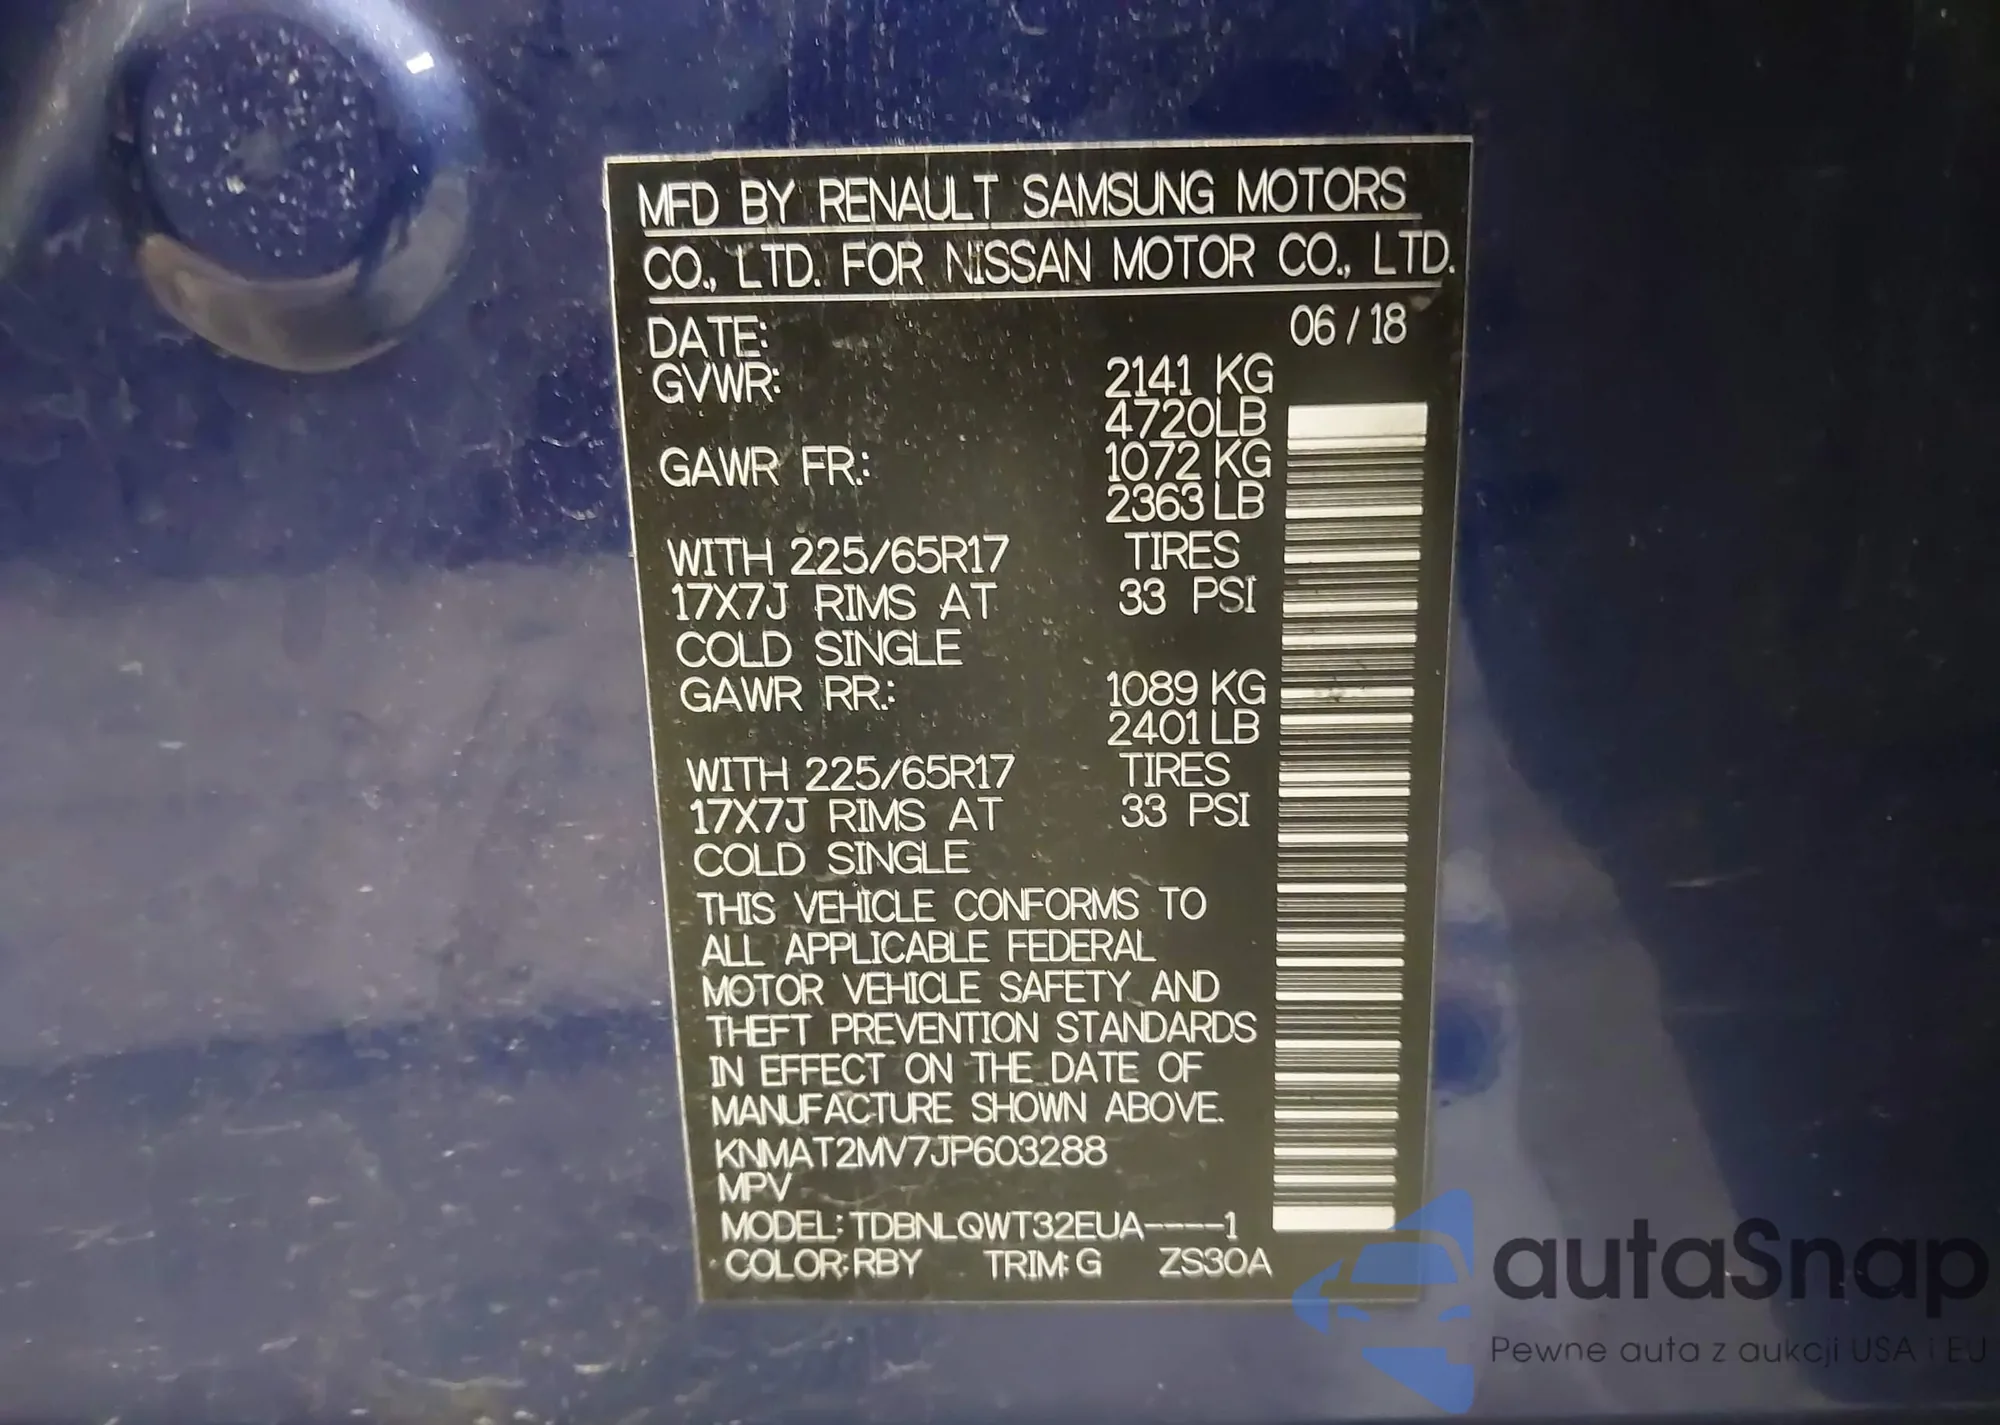 MFD BY RENAULT SAMSUNG MOTORS
CO., LTD. FOR NISSAN MOTOR CO., LTD.
DATE: 06 / 18
GVWR: 2141 KG
4720LB
GAWR FR.: 1072 KG
2363 LB
WITH 225/65R17 TIRES
17X7J RIMS AT 33 PSI
COLD SINGLE
GAWR RR.: 1089 KG
2401 LB
WITH 225/65R17 TIRES
17X7J RIMS AT 33 PSI
COLD SINGLE
THIS VEHICLE CONFORMS TO
ALL APPLICABLE FEDERAL
MOTOR VEHICLE SAFETY AND
THEFT PREVENTION STANDARDS
IN EFFECT ON THE DATE OF
MANUFACTURE SHOWN ABOVE.
KNMAT2MV7JP603288
MPV
MODEL: TDBNLQWT32EUA----1
COLOR: RBY TRIM: G ZS30A
autaSnap
Pewne auta z aukcji USA i EU